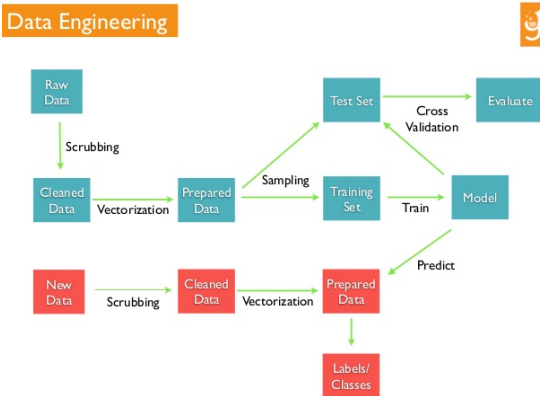 Data Engineering
Raw
Data
Scrubbing
Test Set
Evaluate
Cross
Validation
Cleaned
Data
Vectorization
Prepared
Data
Sampling
Training
Set
Train
Model
Predict
New
Data
Scrubbing
Cleaned
Data
Vectorization
Prepared
Data
Labels/
Classes